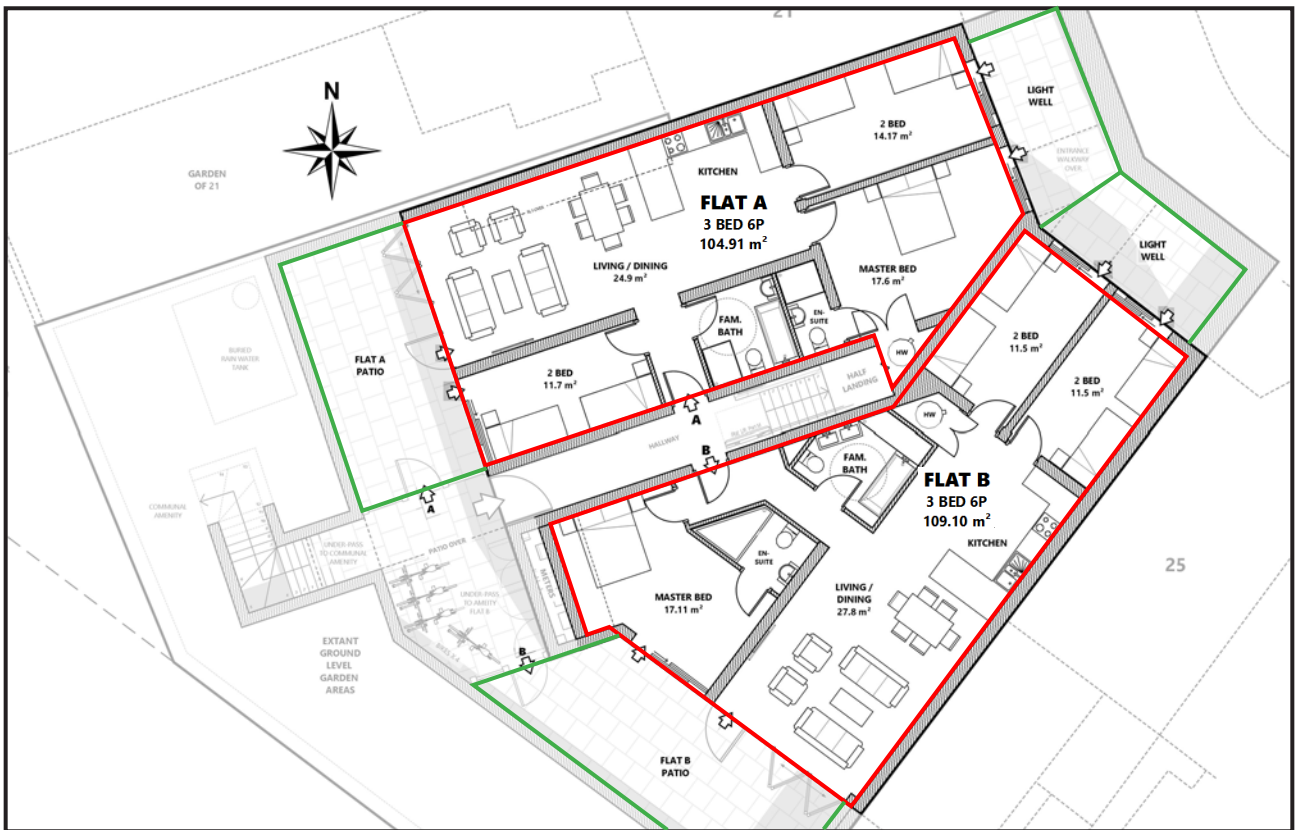 21
N
LIGHT
WELL
2 BED
14.17 m²
ENTRANCE
WALKWAY
OVER
GARDEN
OF 21
KITCHEN
FLAT A
3 BED 6P
104.91 m²
LIGHT
WELL
LIVING / DINING
24.9 m²
MASTER BED
17.6 m²
FAM.
BATH
EN-
SUITE
BURIED
RAIN WATER
TANK
FLAT A
PATIO
2 BED
11.7 m²
HW
HALF
LANDING
2 BED
11.5 m²
2 BED
11.5 m²
A
HALLWAY
B
HW
FAM.
BATH
FLAT B
3 BED 6P
109.10 m²
COMMUNAL
AMENITY
A
UNDER-PASS
TO COMMUNAL
AMENITY
PATIO OVER
KITCHEN
EN-
SUITE
METERS
UNDER-PASS
TO AMENITY
FLAT B
MASTER BED
17.11 m²
LIVING /
DINING
27.8 m²
25
EXTANT
GROUND
LEVEL
GARDEN
AREAS
B
FLAT B
PATIO